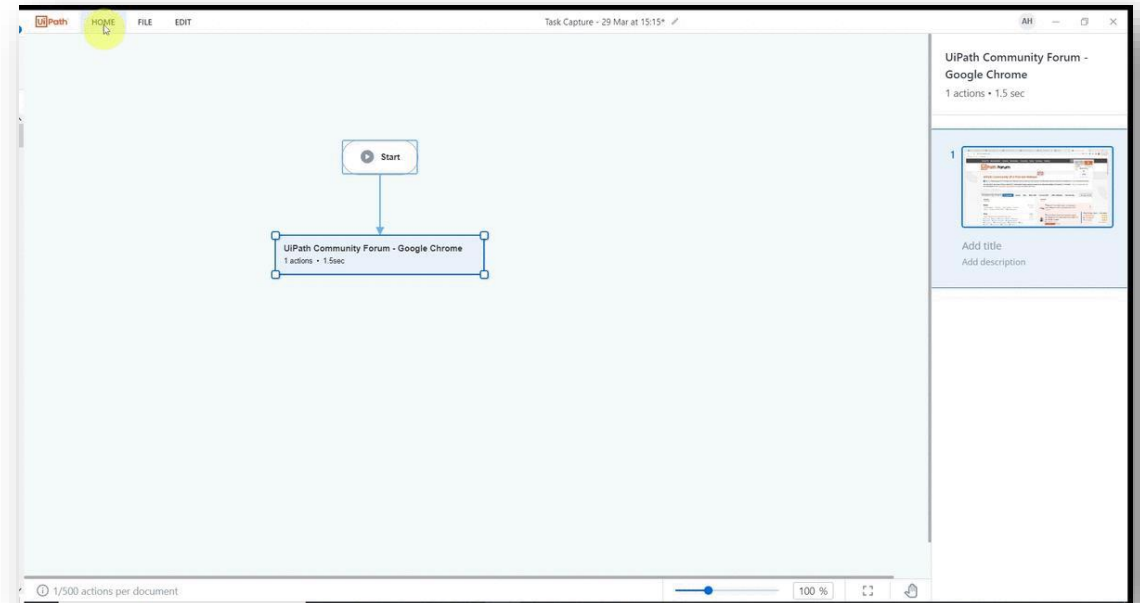 UiPath HOME FILE EDIT Task Capture - 29 Mar at 15:15* AH
UiPath Community Forum -
Google Chrome
1 actions • 1.5 sec
Start
UiPath Community Forum - Google Chrome
1 actions • 1.5sec
1
UiPath Forum
Add title
Add description
1/500 actions per document 100 %